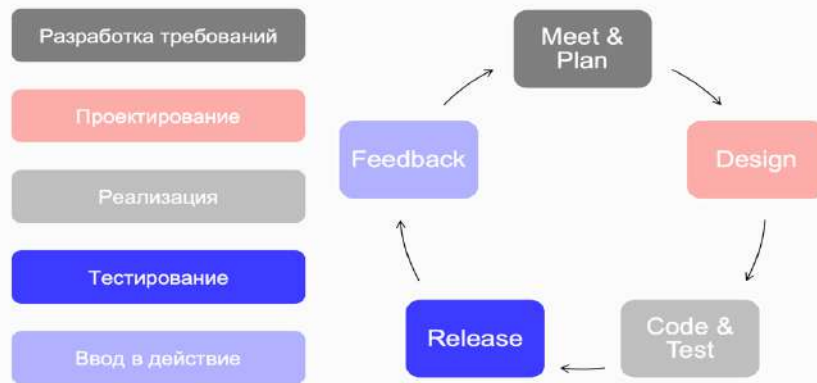 Разработка требований
Проектирование
Реализация
Тестирование
Ввод в действие
Meet &
Plan
Feedback
Design
Release
Code &
Test